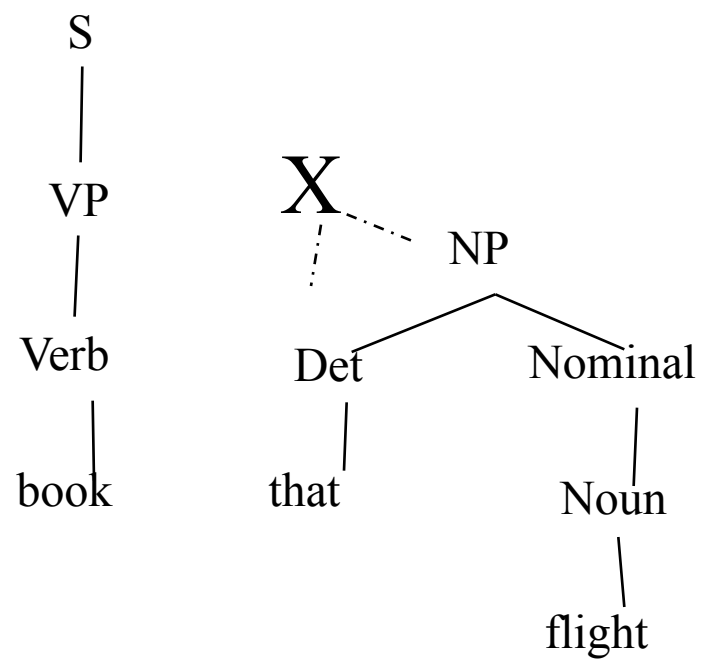 S
VP
X
NP
Verb
Det
Nominal
book
that
Noun
flight